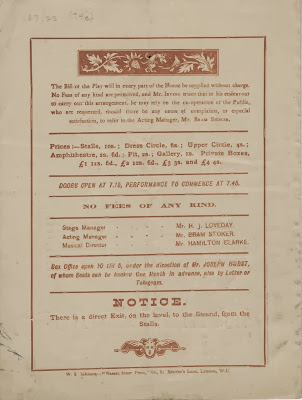 The Bill of the Play will in every part of the House be supplied without charge.
No Fees of any kind are permitted, and Mr. Irving trusts that in his endeavour
to carry out this arrangement, he may rely on the co-operation of the Public,
who are requested, should there be any cause of complaint, or especial
satisfaction, to refer to the Acting Manager, Mr. Bram Stoker.
Prices:—Stalls, 10s.; Dress Circle, 6s.; Upper Circle, 4s.;
Amphitheatre, 2s. 6d.; Pit, 2s.; Gallery, 1s. Private Boxes,
£1 11s. 6d., £2 12s. 6d., £3 3s. and £4 4s.
DOORS OPEN AT 7.15, PERFORMANCE TO COMMENCE AT 7.45.
NO FEES OF ANY KIND.
Stage Manager - - - Mr. H. J. LOVEDAY.
Acting Manager - - - Mr. BRAM STOKER.
Musical Director - - - Mr. HAMILTON CLARKE.
Box Office open 10 till 5, under the direction of Mr. JOSEPH HURST,
of whom Seats can be booked One Month in advance, also by Letter or
Telegram.
NOTICE.
There is a direct Exit, on the level, to the Strand, from the
Stalls.